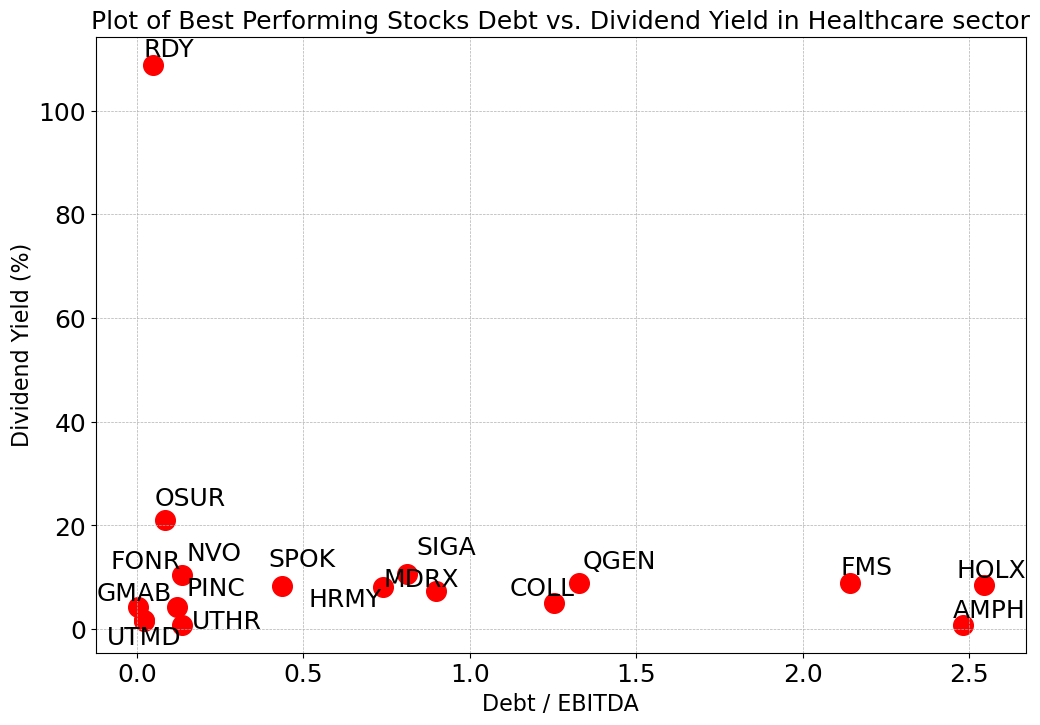 Plot of Best Performing Stocks Debt vs. Dividend Yield in Healthcare sector
RDY
100
80
60
40
20
0
Dividend Yield (%)
OSUR
FONR
NVO
GMAB
PINC
UTMD
UTHR
SPOK
HRMY
MDRX
SIGA
COLL
QGEN
FMS
HOLX
AMPH
0.0 0.5 1.0 1.5 2.0 2.5
Debt / EBITDA